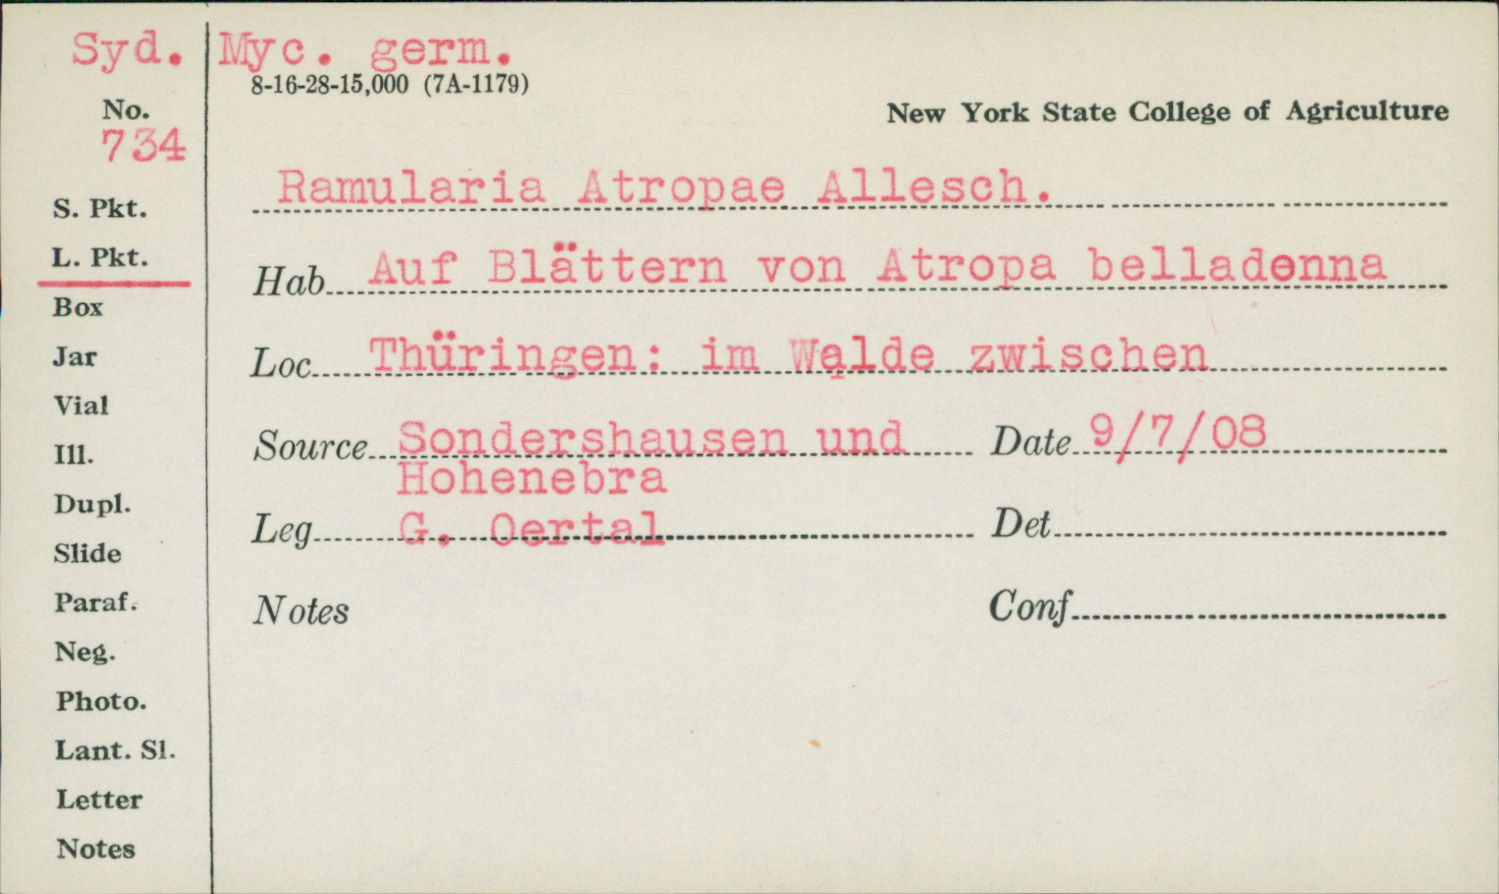 Syd. Myc. germ.
8-16-28-15,000 (7A-1179)
No.
734
New York State College of Agriculture
S. Pkt.
L. Pkt.
Box
Jar
Vial
Ill.
Dupl.
Slide
Paraf.
Neg.
Photo.
Lant. Sl.
Letter
Notes
Ramularia Atropae Allesch.
Hab Auf Blättern von Atropa belladonna
Loc Thüringen: im Walde zwischen
Source Sondershausen und Date 9/7/08
Hohenebra
Leg G. Oertal Det
Notes Conf